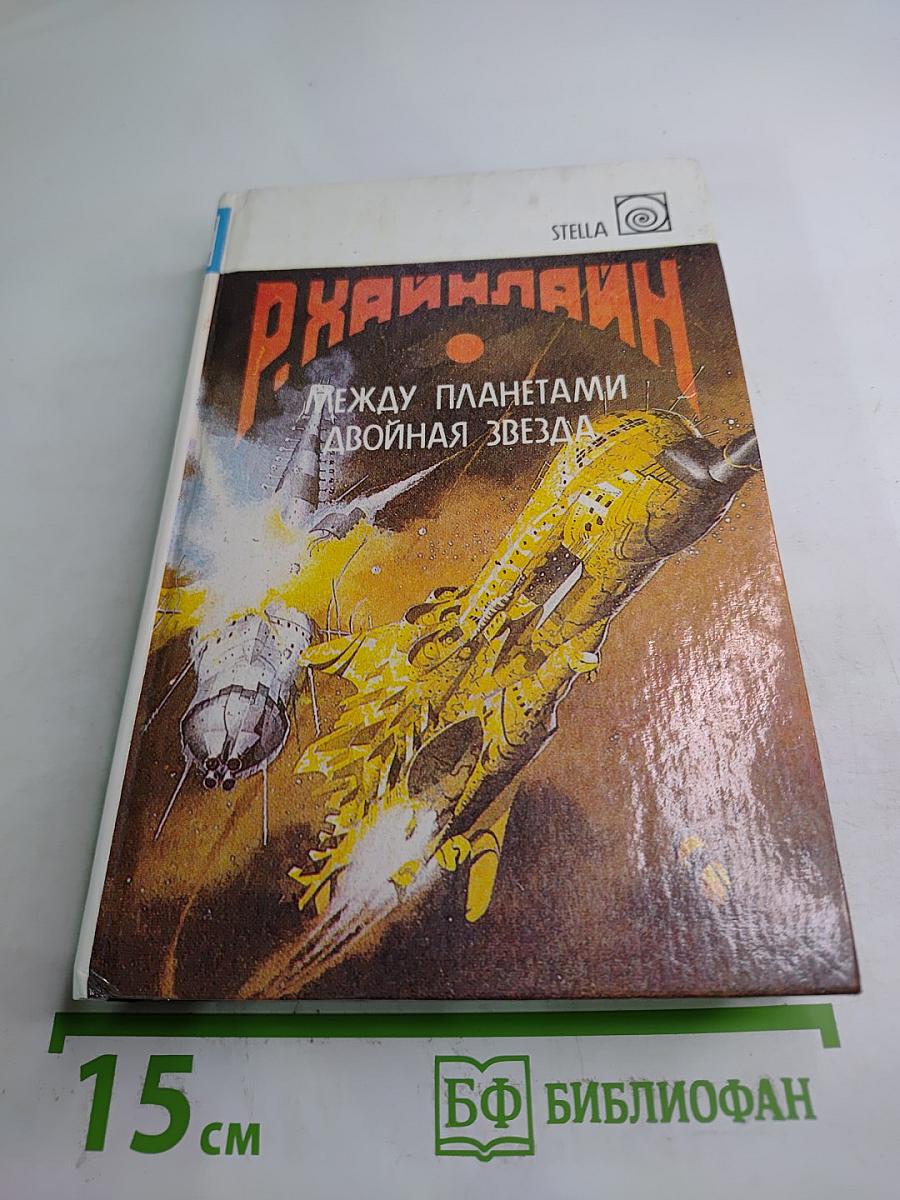 STELLA
Р. ХАЙНЛАЙН
МЕЖДУ ПЛАНЕТАМИ
ДВОЙНАЯ ЗВЕЗДА
15 см
БФ БИБЛИОФАН